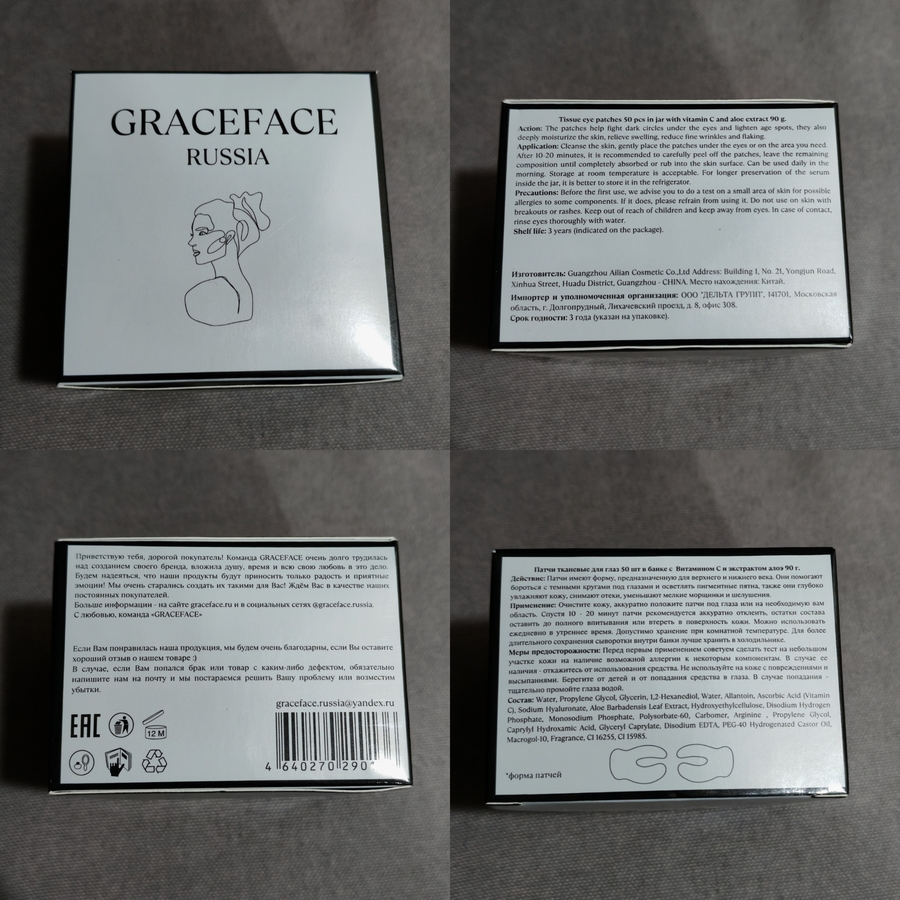 GRACEFACE
RUSSIA
Tissue eye patches 50 pcs in jar with vitamin C and aloe extract 90 g.
Action: The patches help fight dark circles under the eyes and lighten age spots, they also
deeply moisturize the skin, relieve swelling, reduce fine wrinkles and flaking.
Application: Cleanse the skin, gently place the patches under the eyes or on the area you need.
After 10-20 minutes, it is recommended to carefully peel off the patches, leave the remaining
composition until completely absorbed or rub into the skin surface. Can be used daily in the
morning. Storage at room temperature is acceptable. For longer preservation of the serum
inside the jar, it is better to store it in the refrigerator.
Precautions: Before the first use, we advise you to do a test on a small area of skin for possible
allergies to some components. If it does, please refrain from using it. Do not use on skin with
breakouts or rashes. Keep out of reach of children and keep away from eyes. In case of contact,
rinse eyes thoroughly with water.
Shelf life: 3 years (indicated on the package).
Изготовитель: Guangzhou Ailian Cosmetic Co.,Ltd Address: Building 1, No. 21, Yongjun Road,
Xinhua Street, Huadu District, Guangzhou - CHINA. Место нахождения: Китай.
Импортер и уполномоченная организация: ООО "ДЕЛЬТА ГРУПП", 141701, Московская
область, г. Долгопрудный, Лихачевский проезд, д. 8, офис 308.
Срок годности: 3 года (указан на упаковке).
Приветствую тебя, дорогой покупатель! Команда GRACEFACE очень долго трудилась
над созданием своего бренда, вложила душу, время и всю свою любовь в это дело.
Будем надеяться, что наши продукты будут приносить только радость и приятные
эмоции! Мы очень старались создать их такими для Вас! Ждём Вас в качестве наших
постоянных покупателей.
Больше информации - на сайте graceface.ru и в социальных сетях @graceface.russia.
С любовью, команда «GRACEFACE»
Если Вам понравилась наша продукция, мы будем очень благодарны, если Вы оставите
хороший отзыв о нашем товаре :)
В случае, если Вам попался брак или товар с каким-либо дефектом, обязательно
напишите нам на почту и мы постараемся решить Вашу проблему или возместим
убытки.
graceface.russia@yandex.ru
EAC
12 M
4 640270 290
Патчи тканевые для глаз 50 шт в банке с Витамином С и экстрактом алоэ 90 г.
Действие: Патчи имеют форму, предназначенную для верхнего и нижнего века. Они помогают
бороться с темными кругами под глазами и осветлять пигментные пятна, также они глубоко
увлажняют кожу, снимают отеки, уменьшают мелкие морщинки и шелушения.
Применение: Очистите кожу, аккуратно положите патчи под глаза или на необходимую вам
область. Спустя 10 - 20 минут патчи рекомендуется аккуратно отклеить, остатки состава
оставить до полного впитывания или втереть в поверхность кожи. Можно использовать
ежедневно в утреннее время. Допустимо хранение при комнатной температуре. Для более
длительного сохранения сыворотки внутри банки лучше хранить в холодильнике.
Меры предосторожности: Перед первым применением советуем сделать тест на небольшом
участке кожи на наличие возможной аллергии к некоторым компонентам. В случае ее
наличия - откажитесь от использования средства. Не используйте на коже с повреждениями и
высыпаниями. Берегите от детей и от попадания средства в глаза. В случае попадания -
тщательно промойте глаза водой.
Состав: Water, Propylene Glycol, Glycerin, 1,2-Hexanediol, Water, Allantoin, Ascorbic Acid (Vitamin
C), Sodium Hyaluronate, Aloe Barbadensis Leaf Extract, Hydroxyethylcellulose, Disodium Hydrogen
Phosphate, Monosodium Phosphate, Polysorbate-60, Carbomer, Arginine , Propylene Glycol,
Caprylyl Hydroxamic Acid, Glyceryl Caprylate, Disodium EDTA, PEG-40 Hydrogenated Castor Oil,
Macrogol-10, Fragrance, CI 16255, CI 15985.
*форма патчей